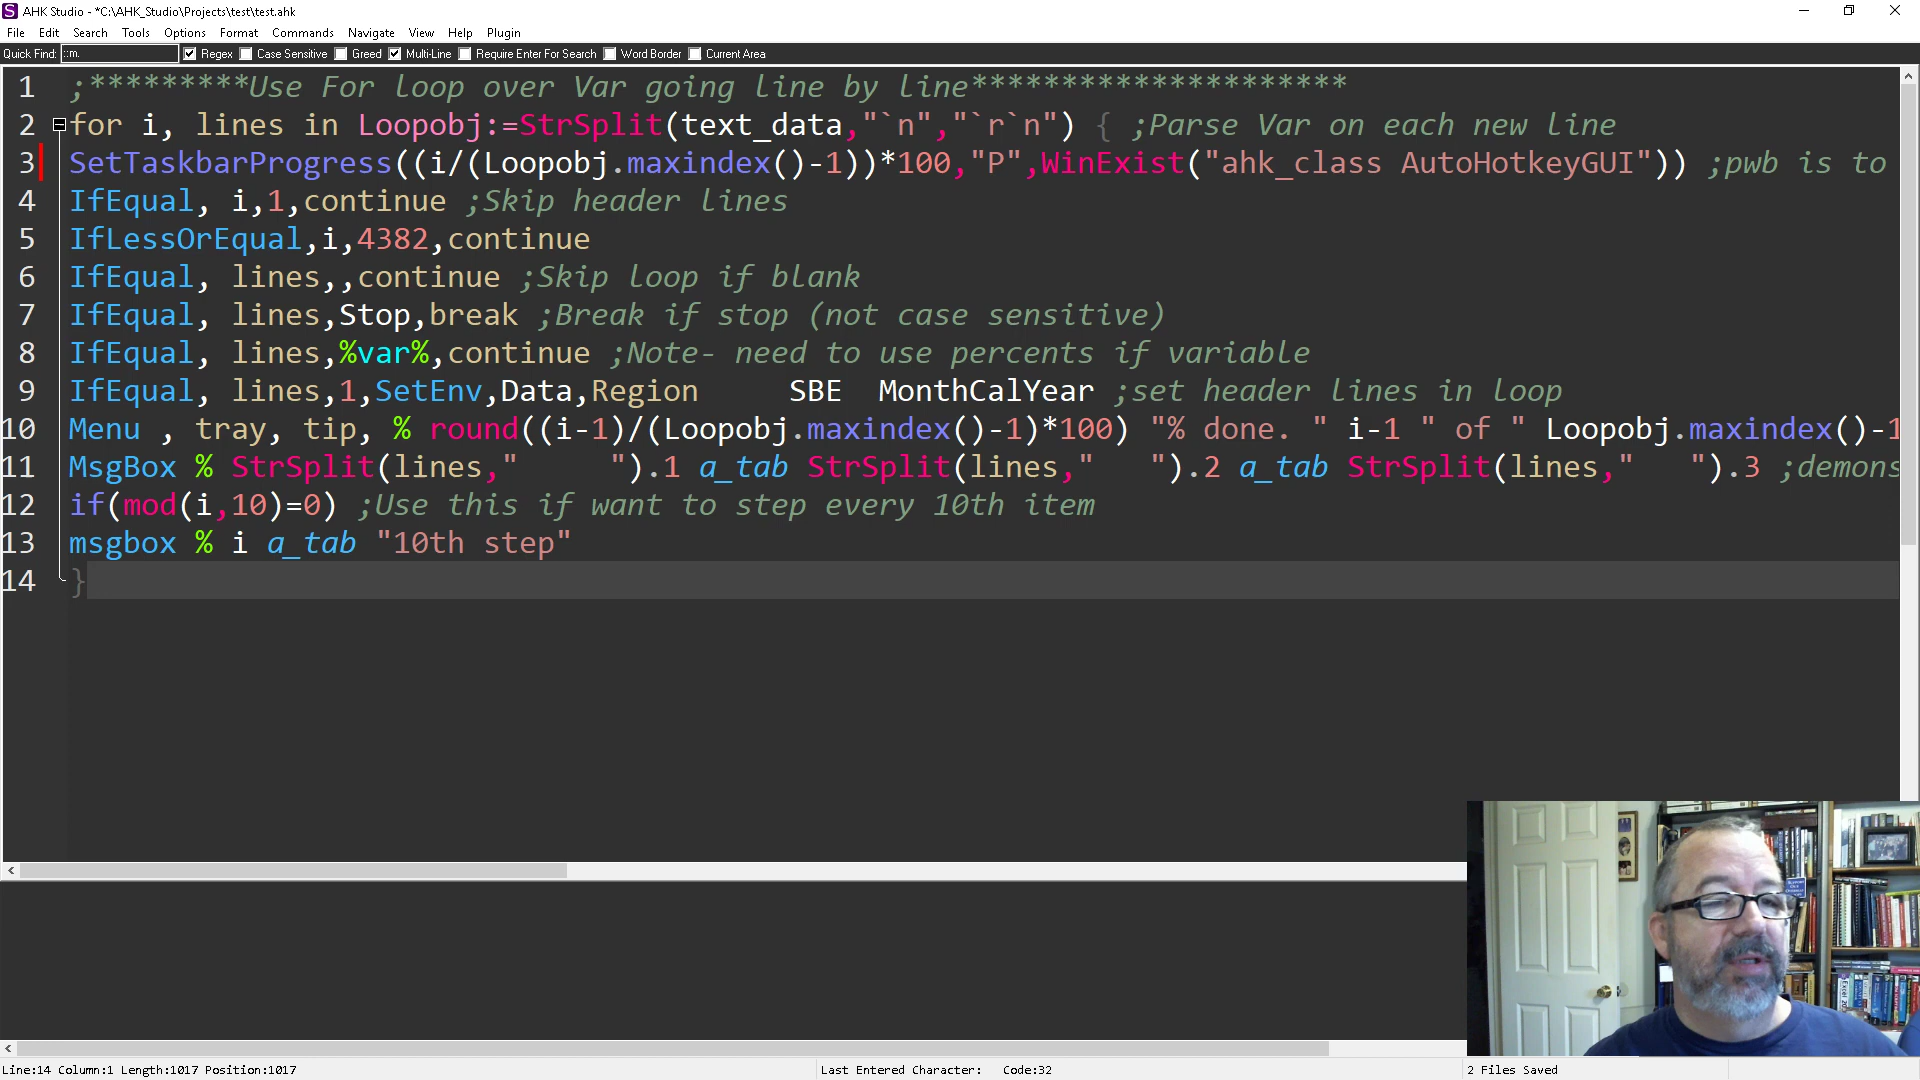 AHK Studio - *C:\AHK_Studio\Projects\test\test.ahk
File Edit Search Tools Options Format Commands Navigate View Help Plugin
Quick Find: ::m. Regex Case Sensitive Greed Multi-Line Require Enter For Search Word Border Current Area
1 ;*********Use For loop over Var going line by line*********************
2 for i, lines in Loopobj:=StrSplit(text_data,"`n","`r`n") { ;Parse Var on each new line
3 SetTaskbarProgress((i/(Loopobj.maxindex()-1))*100,"P",WinExist("ahk_class AutoHotkeyGUI")) ;pwb is to
4 IfEqual, i,1,continue ;Skip header lines
5 IfLessOrEqual,i,4382,continue
6 IfEqual, lines,,continue ;Skip loop if blank
7 IfEqual, lines,Stop,break ;Break if stop (not case sensitive)
8 IfEqual, lines,%var%,continue ;Note- need to use percents if variable
9 IfEqual, lines,1,SetEnv,Data,Region SBE MonthCalYear ;set header lines in loop
10 Menu , tray, tip, % round((i-1)/(Loopobj.maxindex()-1)*100) "% done. " i-1 " of " Loopobj.maxindex()-1
11 MsgBox % StrSplit(lines," ").1 a_tab StrSplit(lines," ").2 a_tab StrSplit(lines," ").3 ;demons
12 if(mod(i,10)=0) ;Use this if want to step every 10th item
13 msgbox % i a_tab "10th step"
14 }
Line:14 Column:1 Length:1017 Position:1017 Last Entered Character: Code:32 2 Files Saved